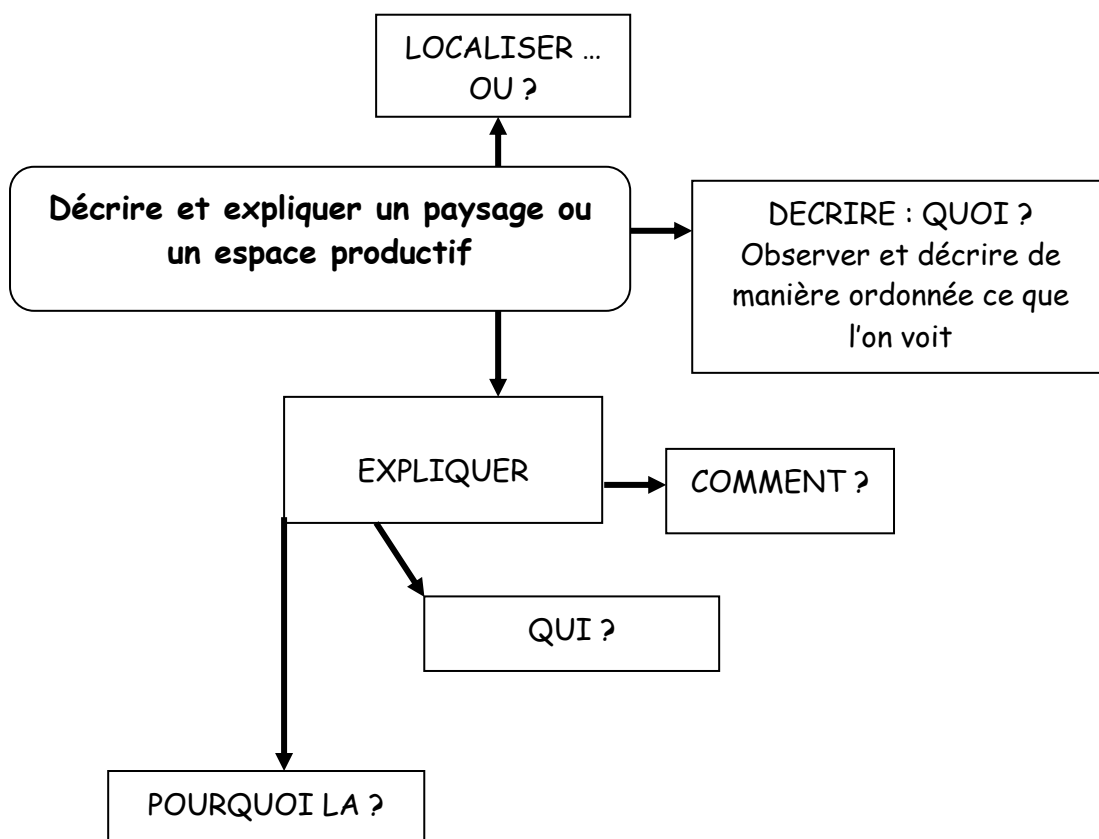 LOCALISER …
OU ?
Décrire et expliquer un paysage ou
un espace productif
DECRIRE : QUOI ?
Observer et décrire de
manière ordonnée ce que
l’on voit
EXPLIQUER
COMMENT ?
QUI ?
POURQUOI LA ?